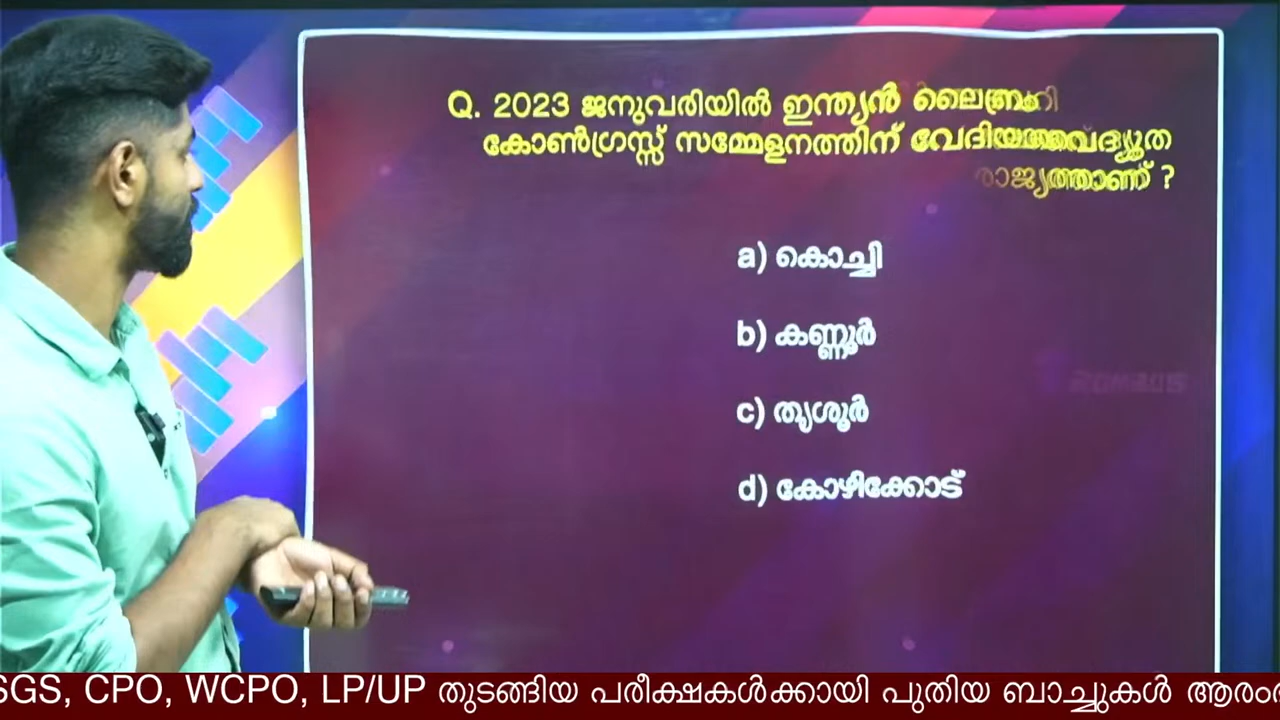 Q. 2023 ജനുവരിയിൽ ഇന്ത്യൻ
കോൺഗ്രസ്സ് സമ്മേളനത്തിന്
?
a) കൊച്ചി
b) കണ്ണൂർ
c) തൃശൂർ
d) കോഴിക്കോട്
SGS, CPO, WCPO, LP/UP തുടങ്ങിയ പരീക്ഷകൾക്കായി പുതിയ ബാച്ചുകൾ